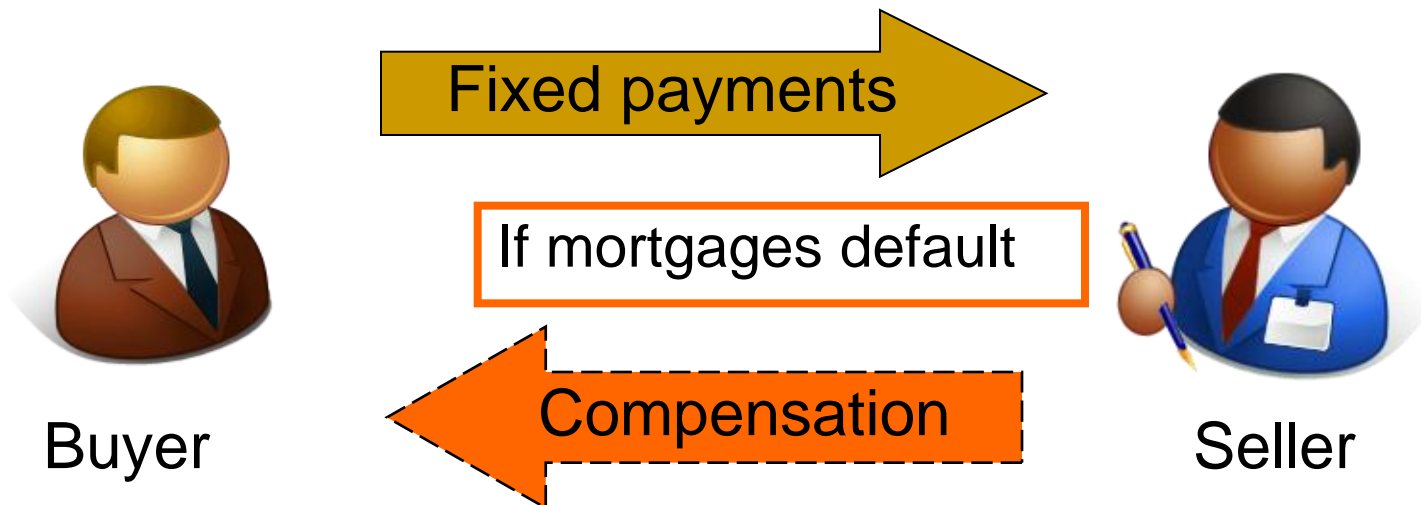 Fixed payments
If mortgages default
Compensation
Buyer
Seller